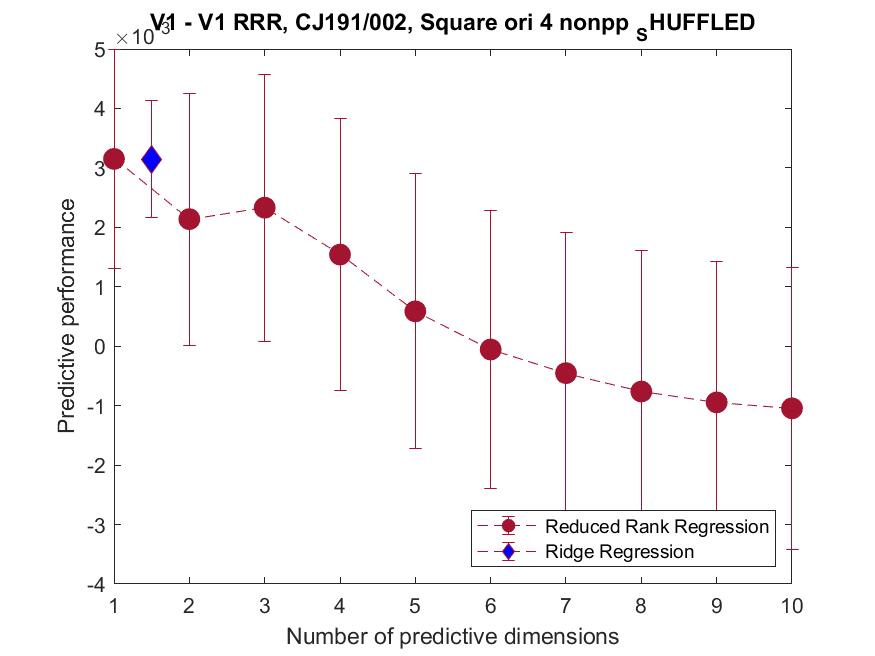 V1 - V1 RRR, CJ191/002, Square ori 4 nonpp SHUFFLED
×10-3
5
4
3
2
1
0
-1
-2
-3
-4
Predictive performance
1 2 3 4 5 6 7 8 9 10
Number of predictive dimensions
Reduced Rank Regression
Ridge Regression